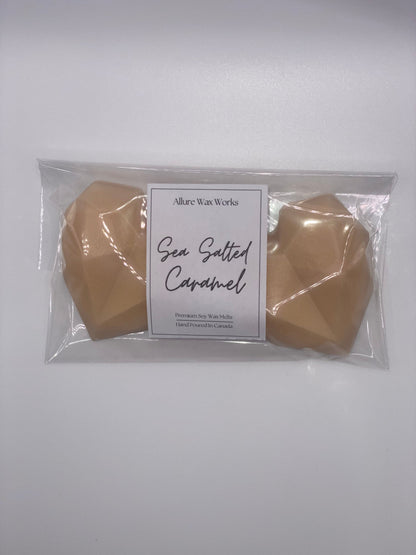 Allure Wax Works
Sea Salted
Caramel
Premium Soy Wax Melts
Hand Poured in Canada